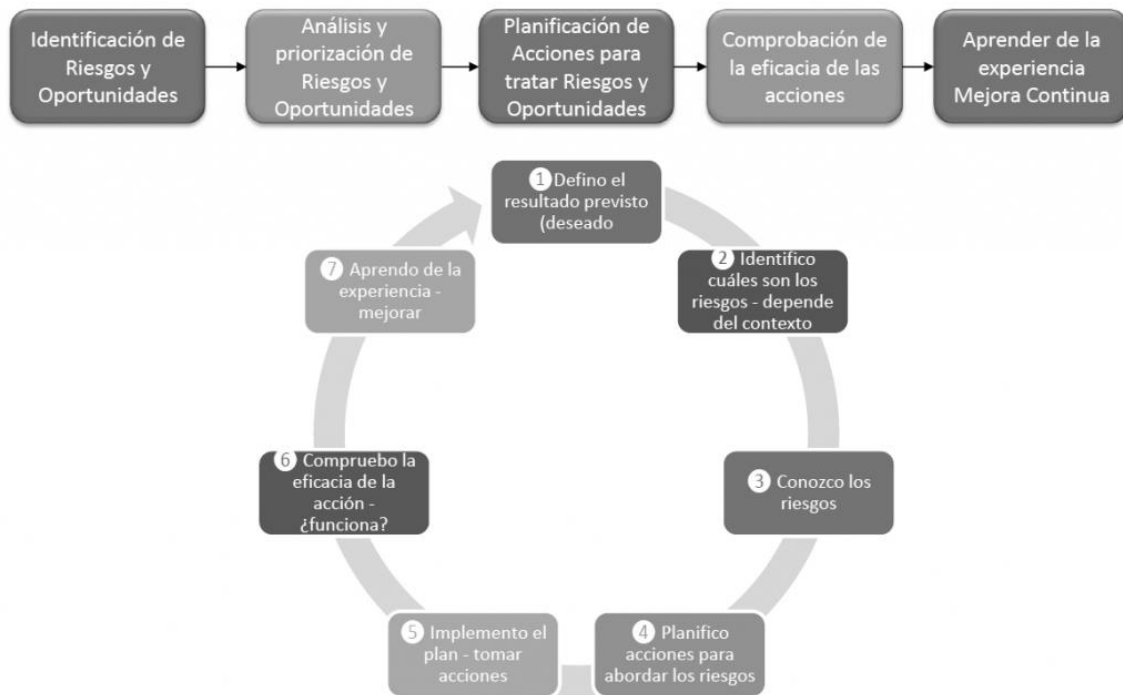 Identificación de
Riesgos y
Oportunidades
Análisis y
priorización de
Riesgos y
Oportunidades
Planificación de
Acciones para
tratar Riesgos y
Oportunidades
Comprobación de
la eficacia de las
acciones
Aprender de la
experiencia
Mejora Continua
1 Defino el
resultado previsto
(deseado
2 Identifico
cuáles son los
riesgos - depende
del contexto
3 Conozco los
riesgos
4 Planifico
acciones para
abordar los riesgos
5 Implemento el
plan - tomar
acciones
6 Compruebo la
eficacia de la
acción -
¿funciona?
7 Aprendo de la
experiencia -
mejorar